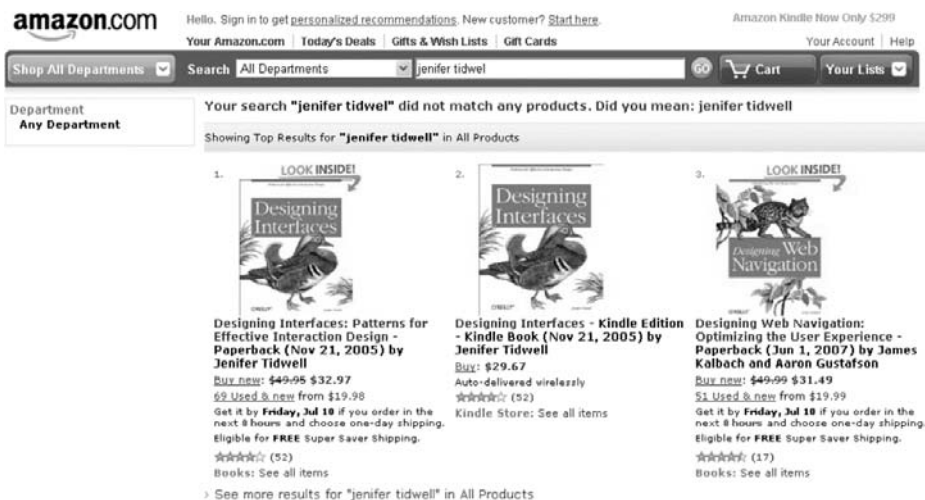 amazon.com
Hello. Sign in to get personalized recommendations. New customer? Start here.
Amazon Kindle Now Only $299
Your Amazon.com | Today's Deals | Gifts & Wish Lists | Gift Cards
Your Account | Help
Shop All Departments
Search All Departments jenifer tidwel GO Cart Your Lists
Department
Any Department
Your search "jenifer tidwel" did not match any products. Did you mean: jenifer tidwell
Showing Top Results for "jenifer tidwell" in All Products
1.
LOOK INSIDE!
Designing
Interfaces
O'REILLY
Designing Interfaces: Patterns for
Effective Interaction Design -
Paperback (Nov 21, 2005) by
Jenifer Tidwell
Buy new: $49.95 $32.97
69 Used & new from $19.98
Get it by Friday, Jul 10 if you order in the
next 8 hours and choose one-day shipping.
Eligible for FREE Super Saver Shipping.
(52)
Books: See all items
2.
Designing
Interfaces
O'REILLY
Designing Interfaces - Kindle Edition
- Kindle Book (Nov 21, 2005) by
Jenifer Tidwell
Buy: $29.67
Auto-delivered wirelessly
(52)
Kindle Store: See all items
3.
LOOK INSIDE!
Designing Web
Navigation
O'REILLY
Designing Web Navigation:
Optimizing the User Experience -
Paperback (Jun 1, 2007) by James
Kalbach and Aaron Gustafson
Buy new: $49.99 $31.49
51 Used & new from $19.99
Get it by Friday, Jul 10 if you order in the
next 8 hours and choose one-day shipping.
Eligible for FREE Super Saver Shipping.
(17)
Books: See all items
› See more results for "jenifer tidwell" in All Products